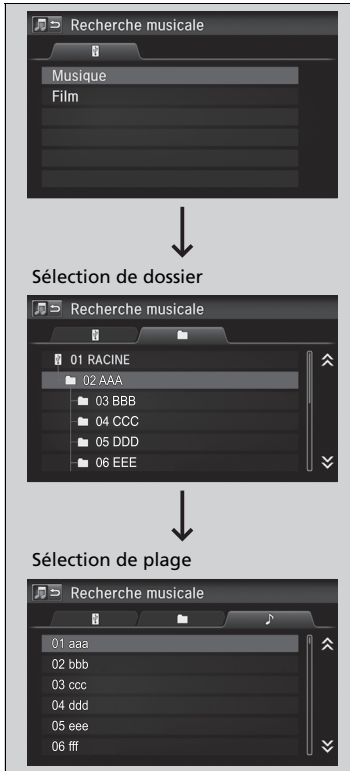 Recherche musicale
Musique
Film
Sélection de dossier
Recherche musicale
01 RACINE
02 AAA
03 BBB
04 CCC
05 DDD
06 EEE
Sélection de plage
Recherche musicale
01 aaa
02 bbb
03 ccc
04 ddd
05 eee
06 fff